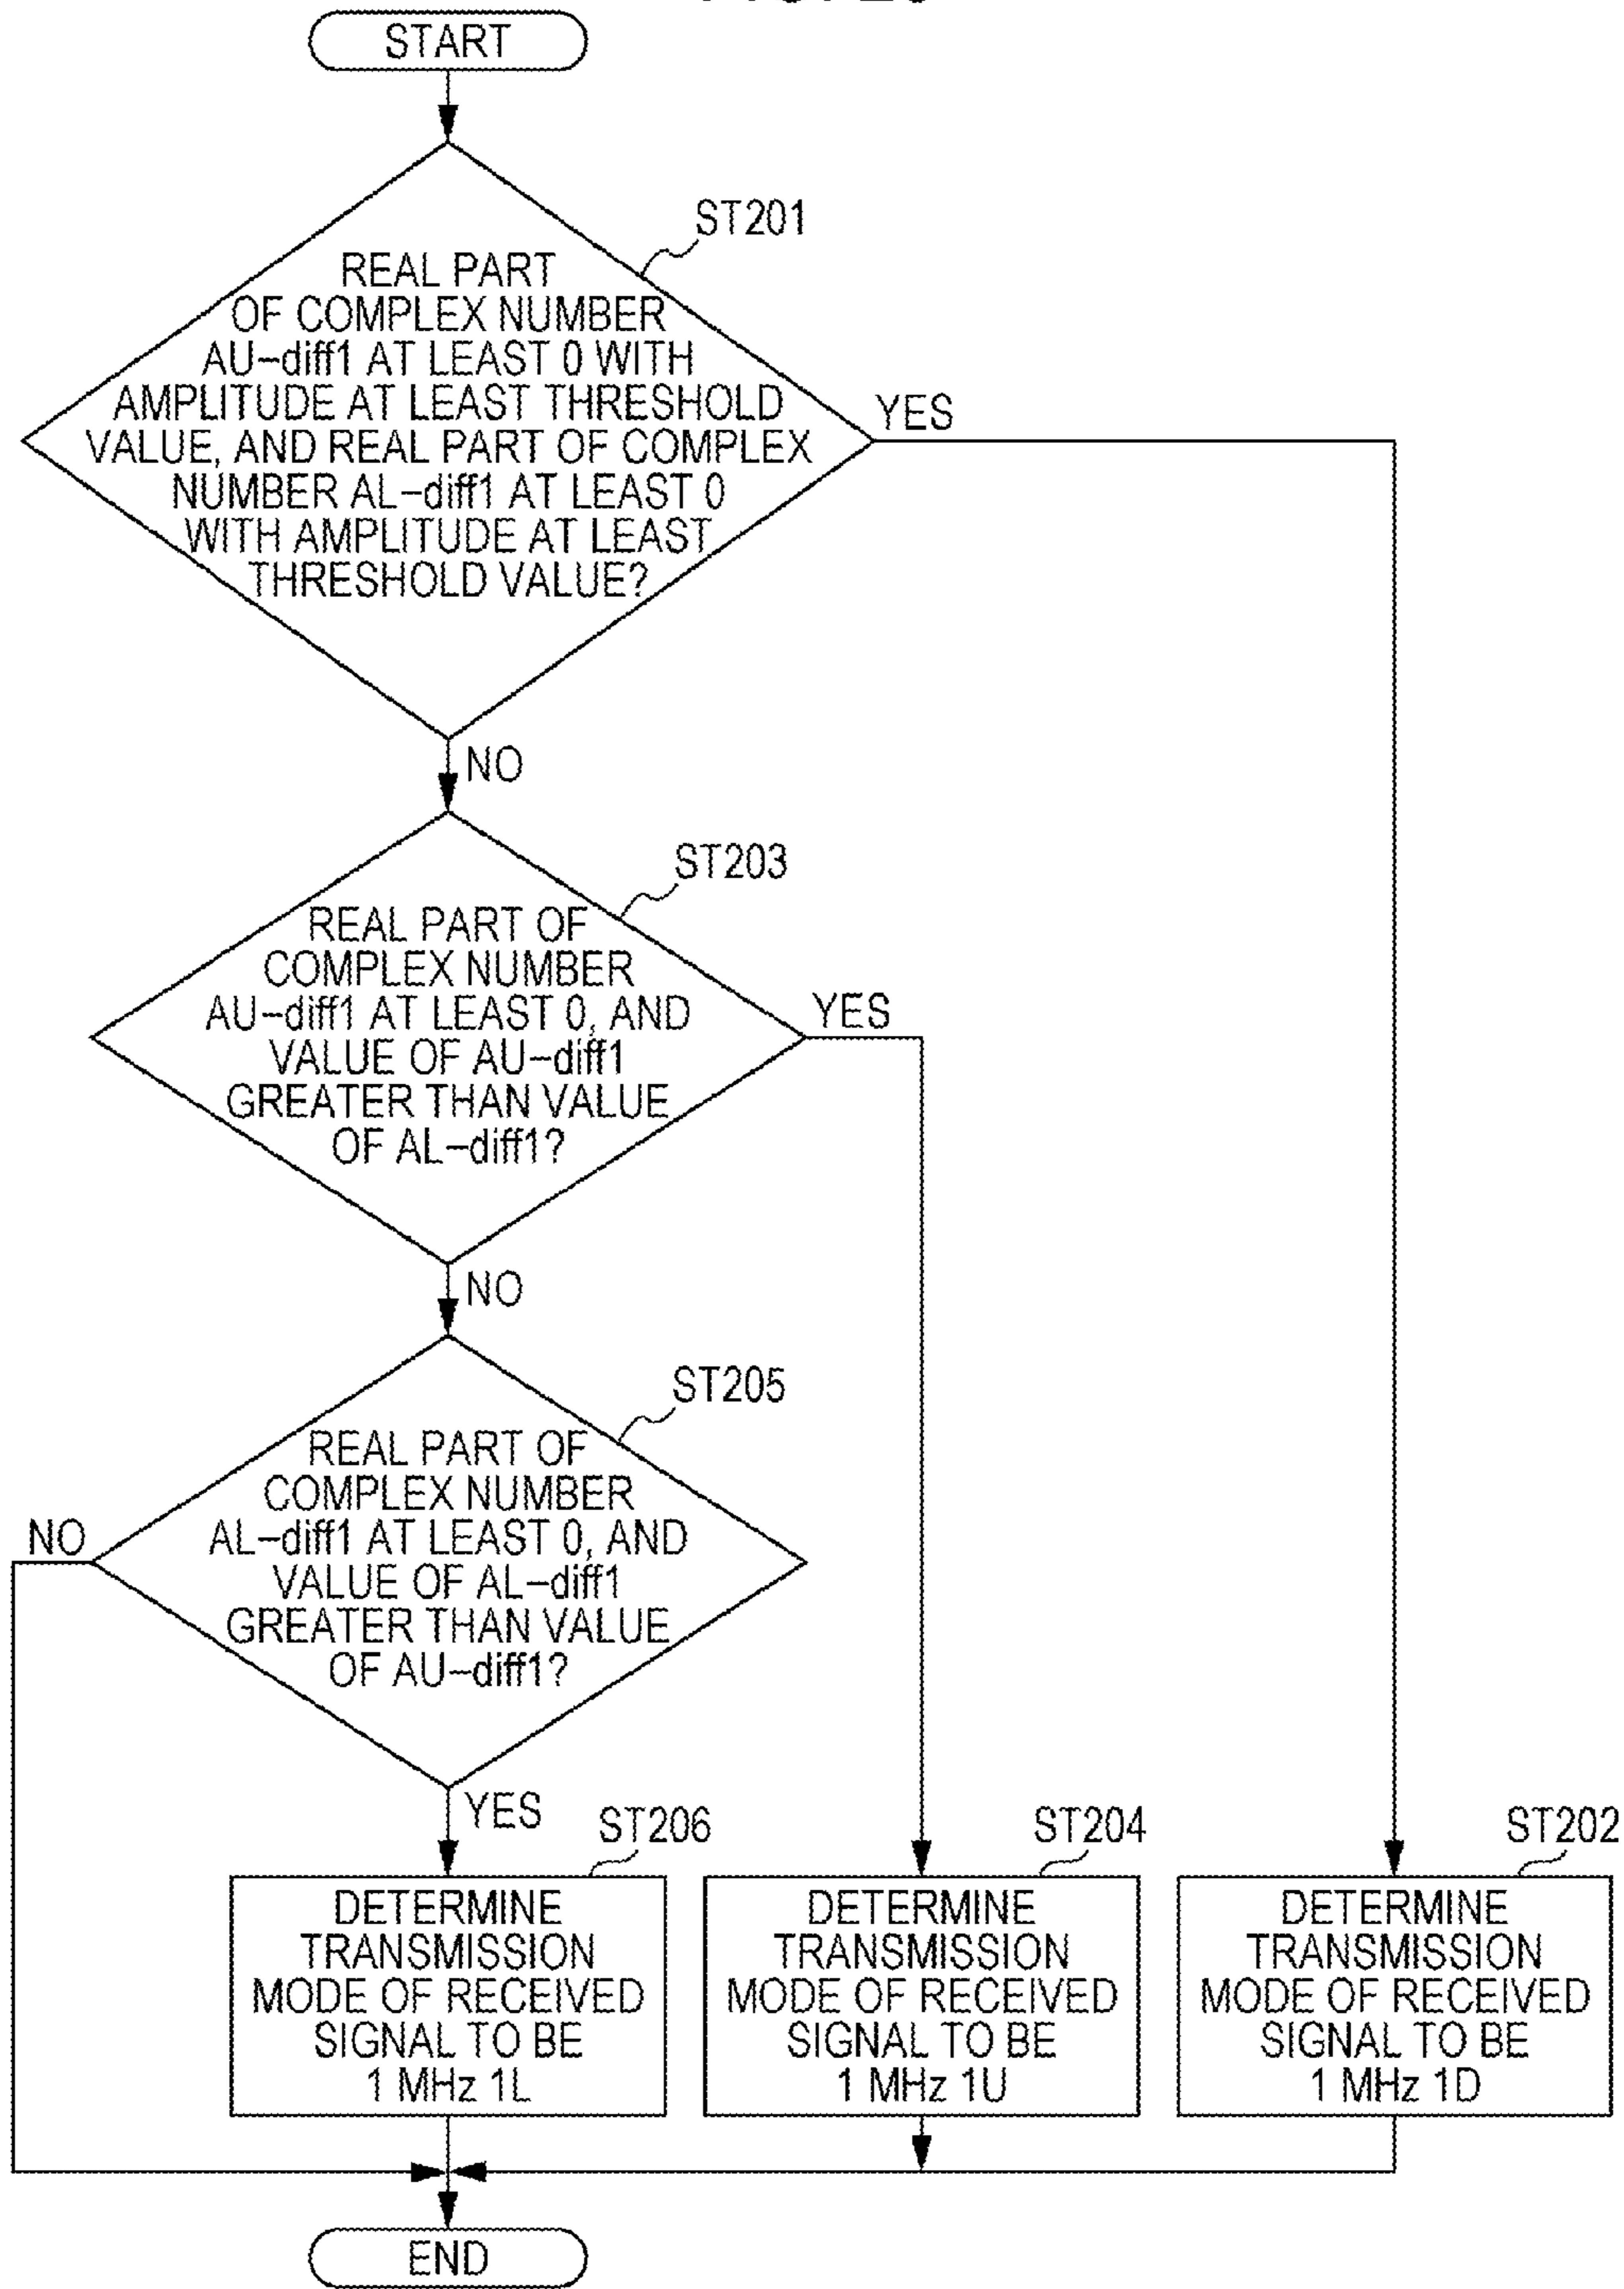 START
ST201
REAL PART
OF COMPLEX NUMBER
AU-diff1 AT LEAST 0 WITH
AMPLITUDE AT LEAST THRESHOLD
VALUE, AND REAL PART OF COMPLEX
NUMBER AL-diff1 AT LEAST 0
WITH AMPLITUDE AT LEAST
THRESHOLD VALUE?
YES
NO
ST203
REAL PART OF
COMPLEX NUMBER
AU-diff1 AT LEAST 0, AND
VALUE OF AU-diff1
GREATER THAN VALUE
OF AL-diff1?
YES
NO
ST205
REAL PART OF
COMPLEX NUMBER
AL-diff1 AT LEAST 0, AND
VALUE OF AL-diff1
GREATER THAN VALUE
OF AU-diff1?
NO
YES
ST206
DETERMINE
TRANSMISSION
MODE OF RECEIVED
SIGNAL TO BE
1 MHz 1L
ST204
DETERMINE
TRANSMISSION
MODE OF RECEIVED
SIGNAL TO BE
1 MHz 1U
ST202
DETERMINE
TRANSMISSION
MODE OF RECEIVED
SIGNAL TO BE
1 MHz 1D
END